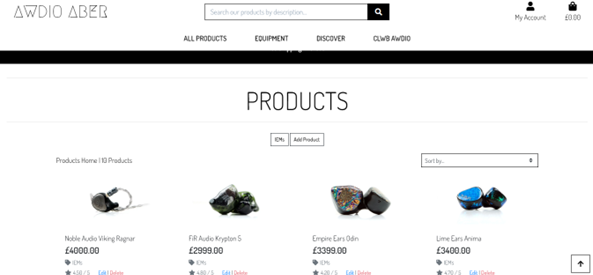 AWDIO ABER
Search our products by description...
My Account
£0.00
ALL PRODUCTS EQUIPMENT DISCOVER CLWB AWDIO
PRODUCTS
IEMs Add Product
Products Home | 10 Products
Sort by...
Noble Audio Viking Ragnar
£4000.00
IEMs
4.50 / 5 Edit | Delete
FiR Audio Krypton 5
£2999.00
IEMs
4.80 / 5 Edit | Delete
Empire Ears Odin
£3399.00
IEMs
4.20 / 5 Edit | Delete
Lime Ears Anima
£3400.00
IEMs
4.70 / 5 Edit | Delete